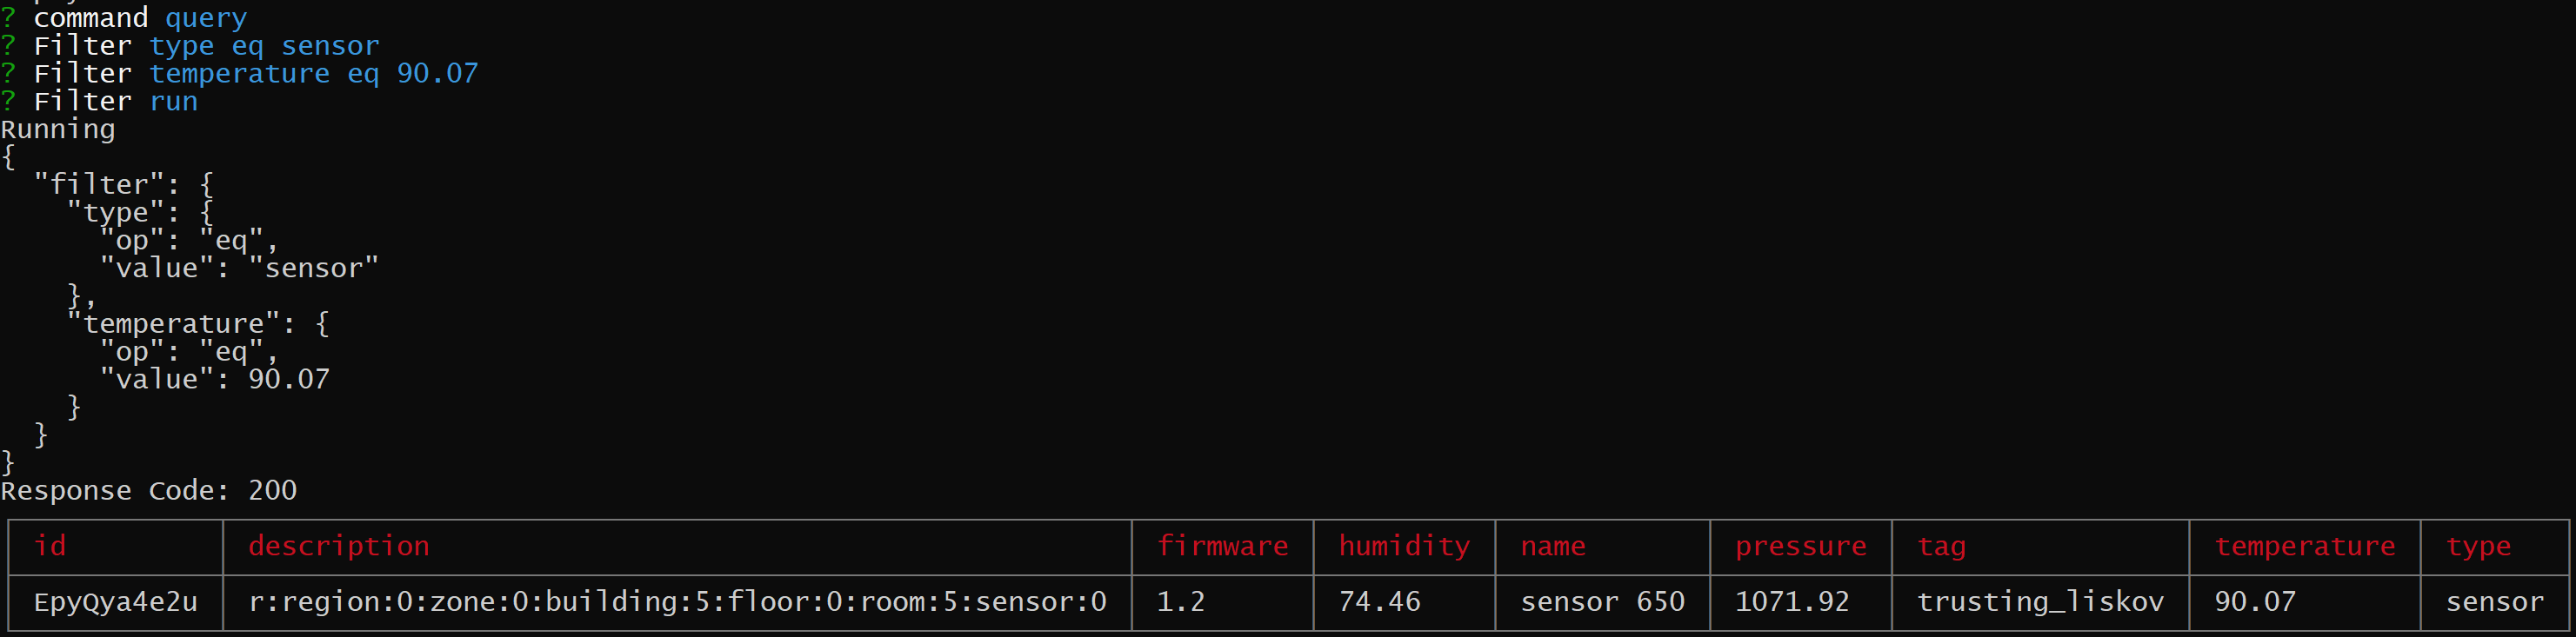 ? command query
? Filter type eq sensor
? Filter temperature eq 90.07
? Filter run
Running
{
  "filter": {
    "type": {
      "op": "eq",
      "value": "sensor"
    },
    "temperature": {
      "op": "eq",
      "value": 90.07
    }
  }
}
Response Code: 200
id description firmware humidity name pressure tag temperature type
EpyQya4e2u r:region:0:zone:0:building:5:floor:0:room:5:sensor:0 1.2 74.46 sensor 650 1071.92 trusting_liskov 90.07 sensor